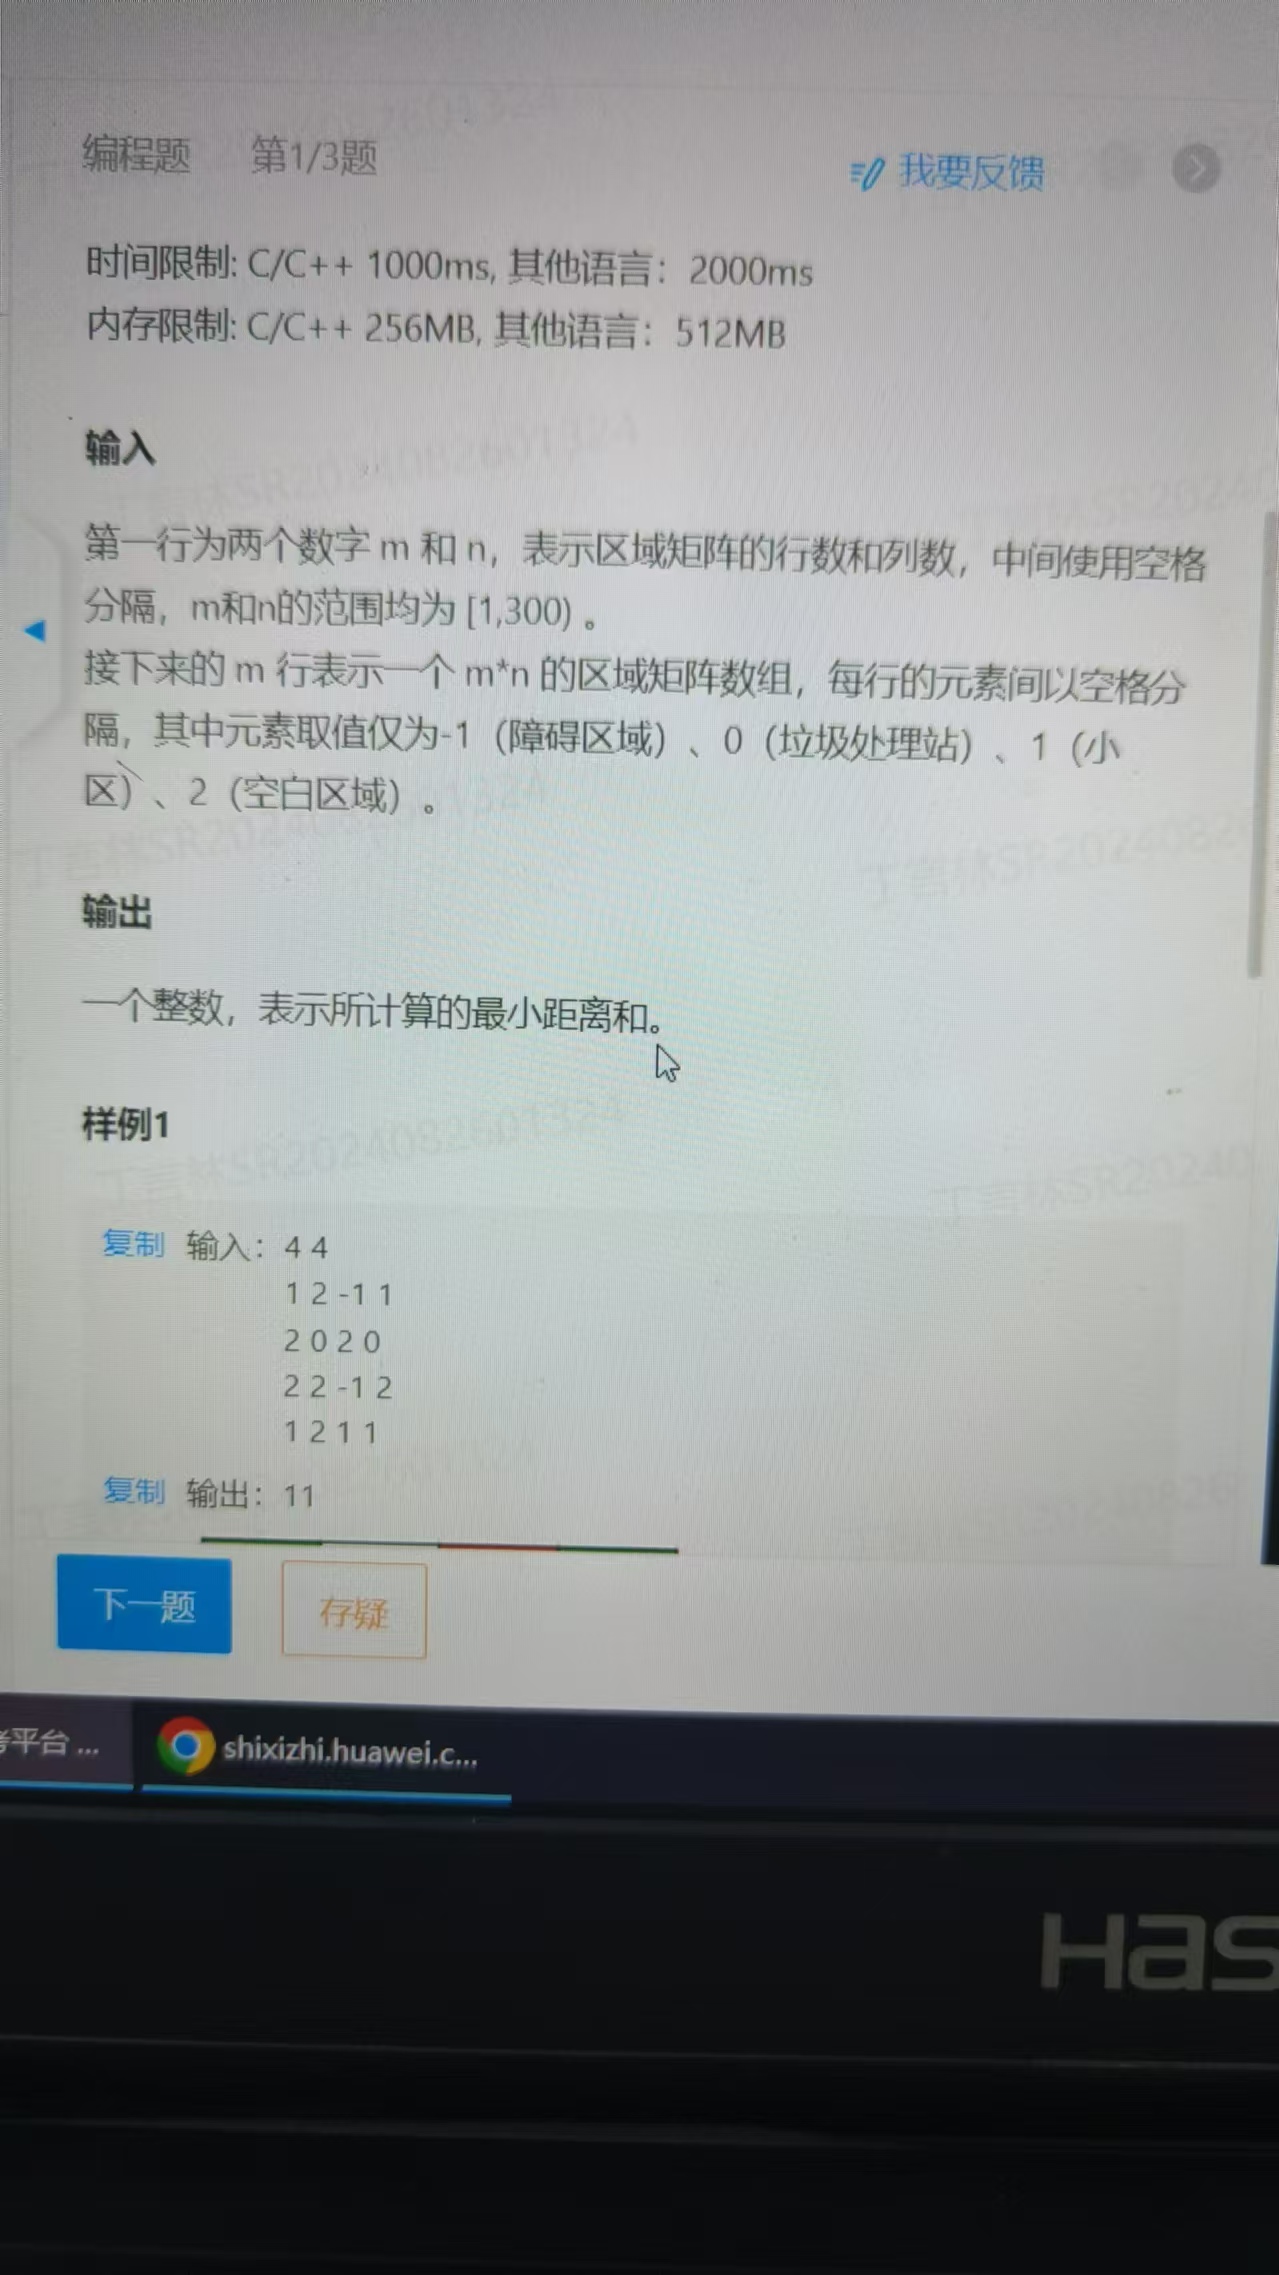 编程题 第1/3题
我要反馈
时间限制: C/C++ 1000ms, 其他语言：2000ms
内存限制: C/C++ 256MB, 其他语言：512MB
输入
第一行为两个数字 m 和 n，表示区域矩阵的行数和列数，中间使用空格
分隔，m和n的范围均为 [1,300) 。
接下来的 m 行表示一个 m*n 的区域矩阵数组，每行的元素间以空格分
隔，其中元素取值仅为-1（障碍区域）、0（垃圾处理站）、1（小
区）、2（空白区域）。
输出
一个整数，表示所计算的最小距离和。
样例1
复制 输入：4 4
1 2 -1 1
2 0 2 0
2 2 -1 2
1 2 1 1
复制 输出：11
下一题 存疑
考平台 ... shixizhi.huawei.c...
Has